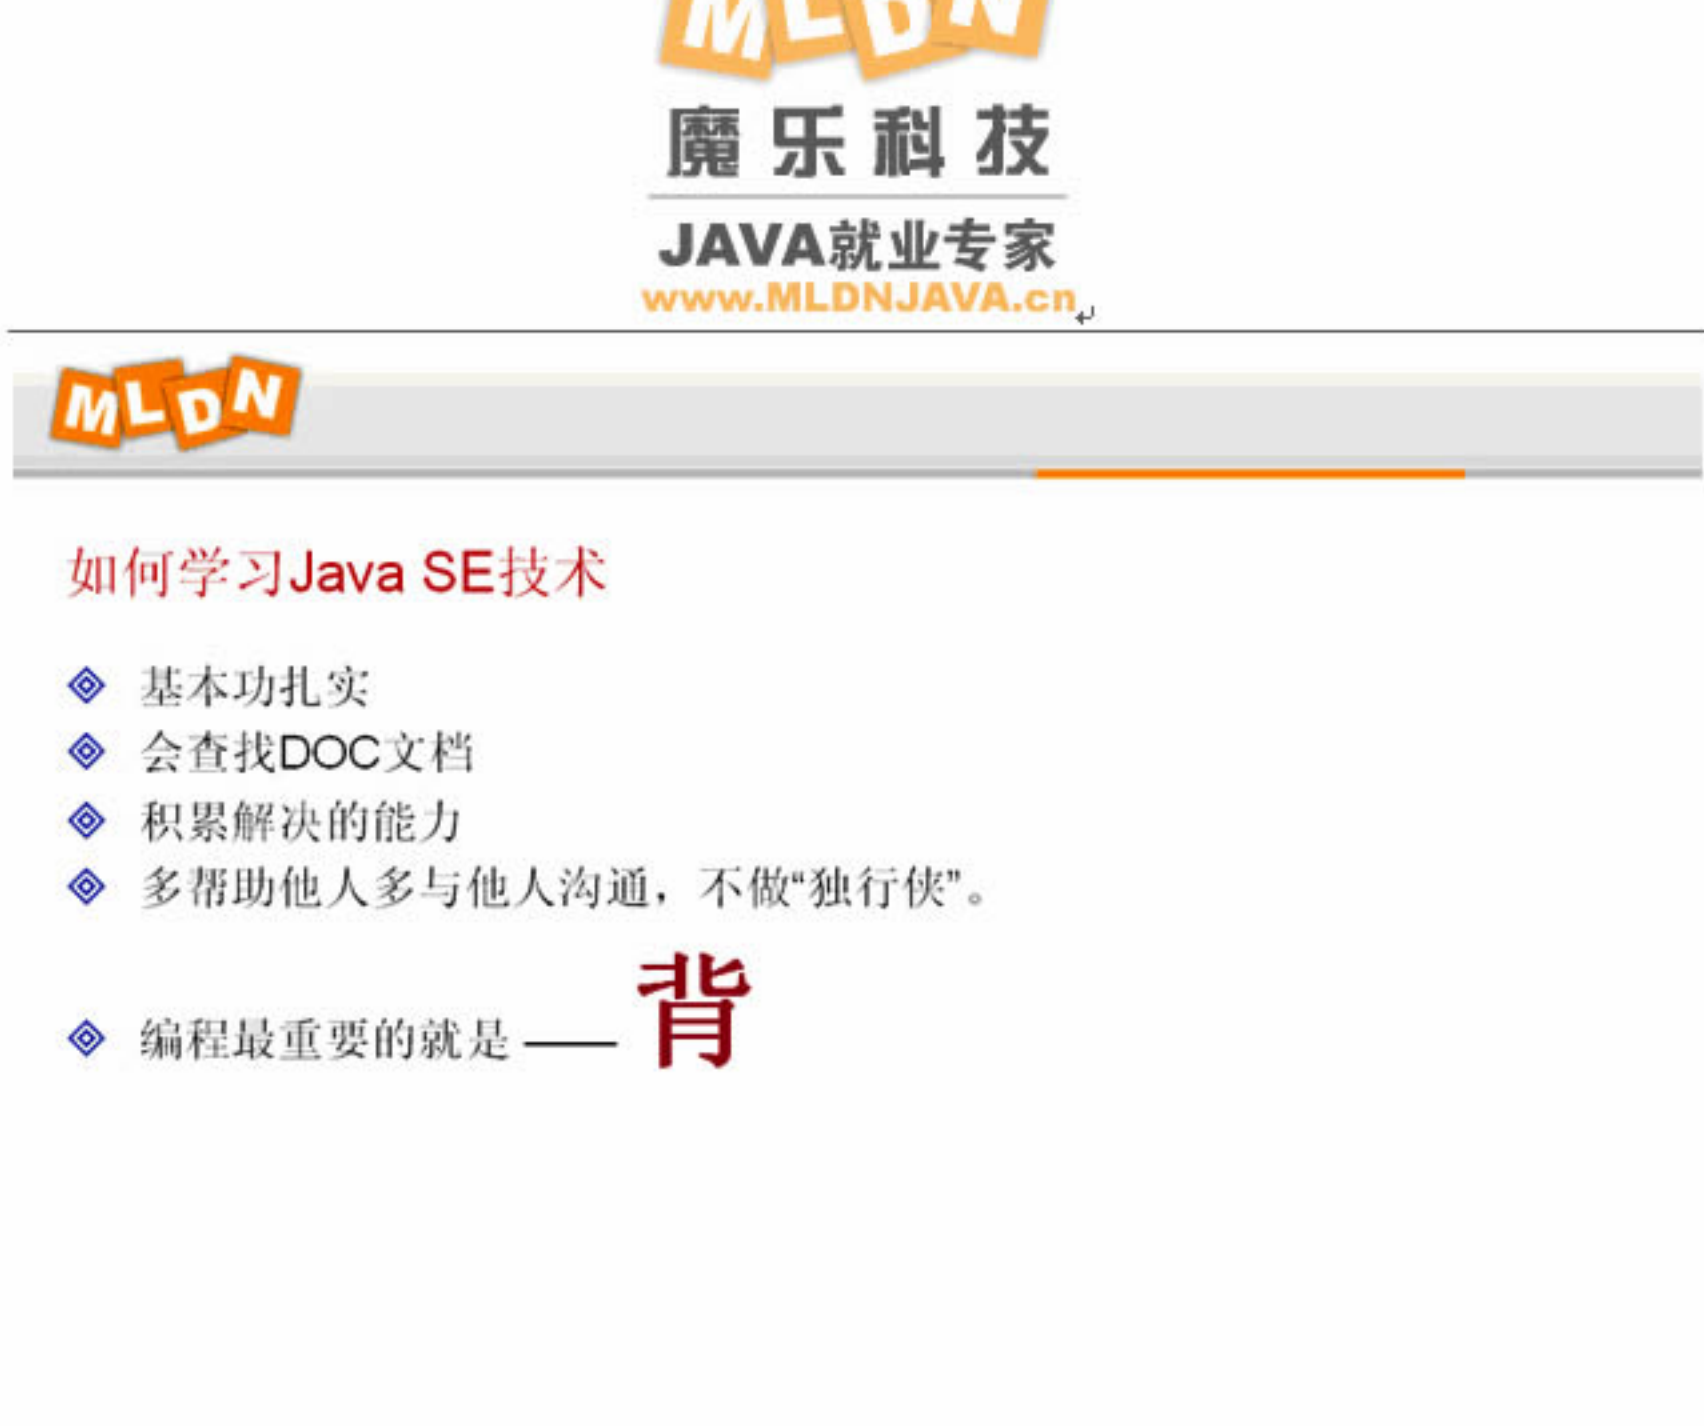 MLDN
魔乐科技
JAVA就业专家
www.MLDNJAVA.cn
MLDN
如何学习Java SE技术
基本功扎实
会查找DOC文档
积累解决的能力
多帮助他人多与他人沟通，不做“独行侠”。
编程最重要的就是 —— 背